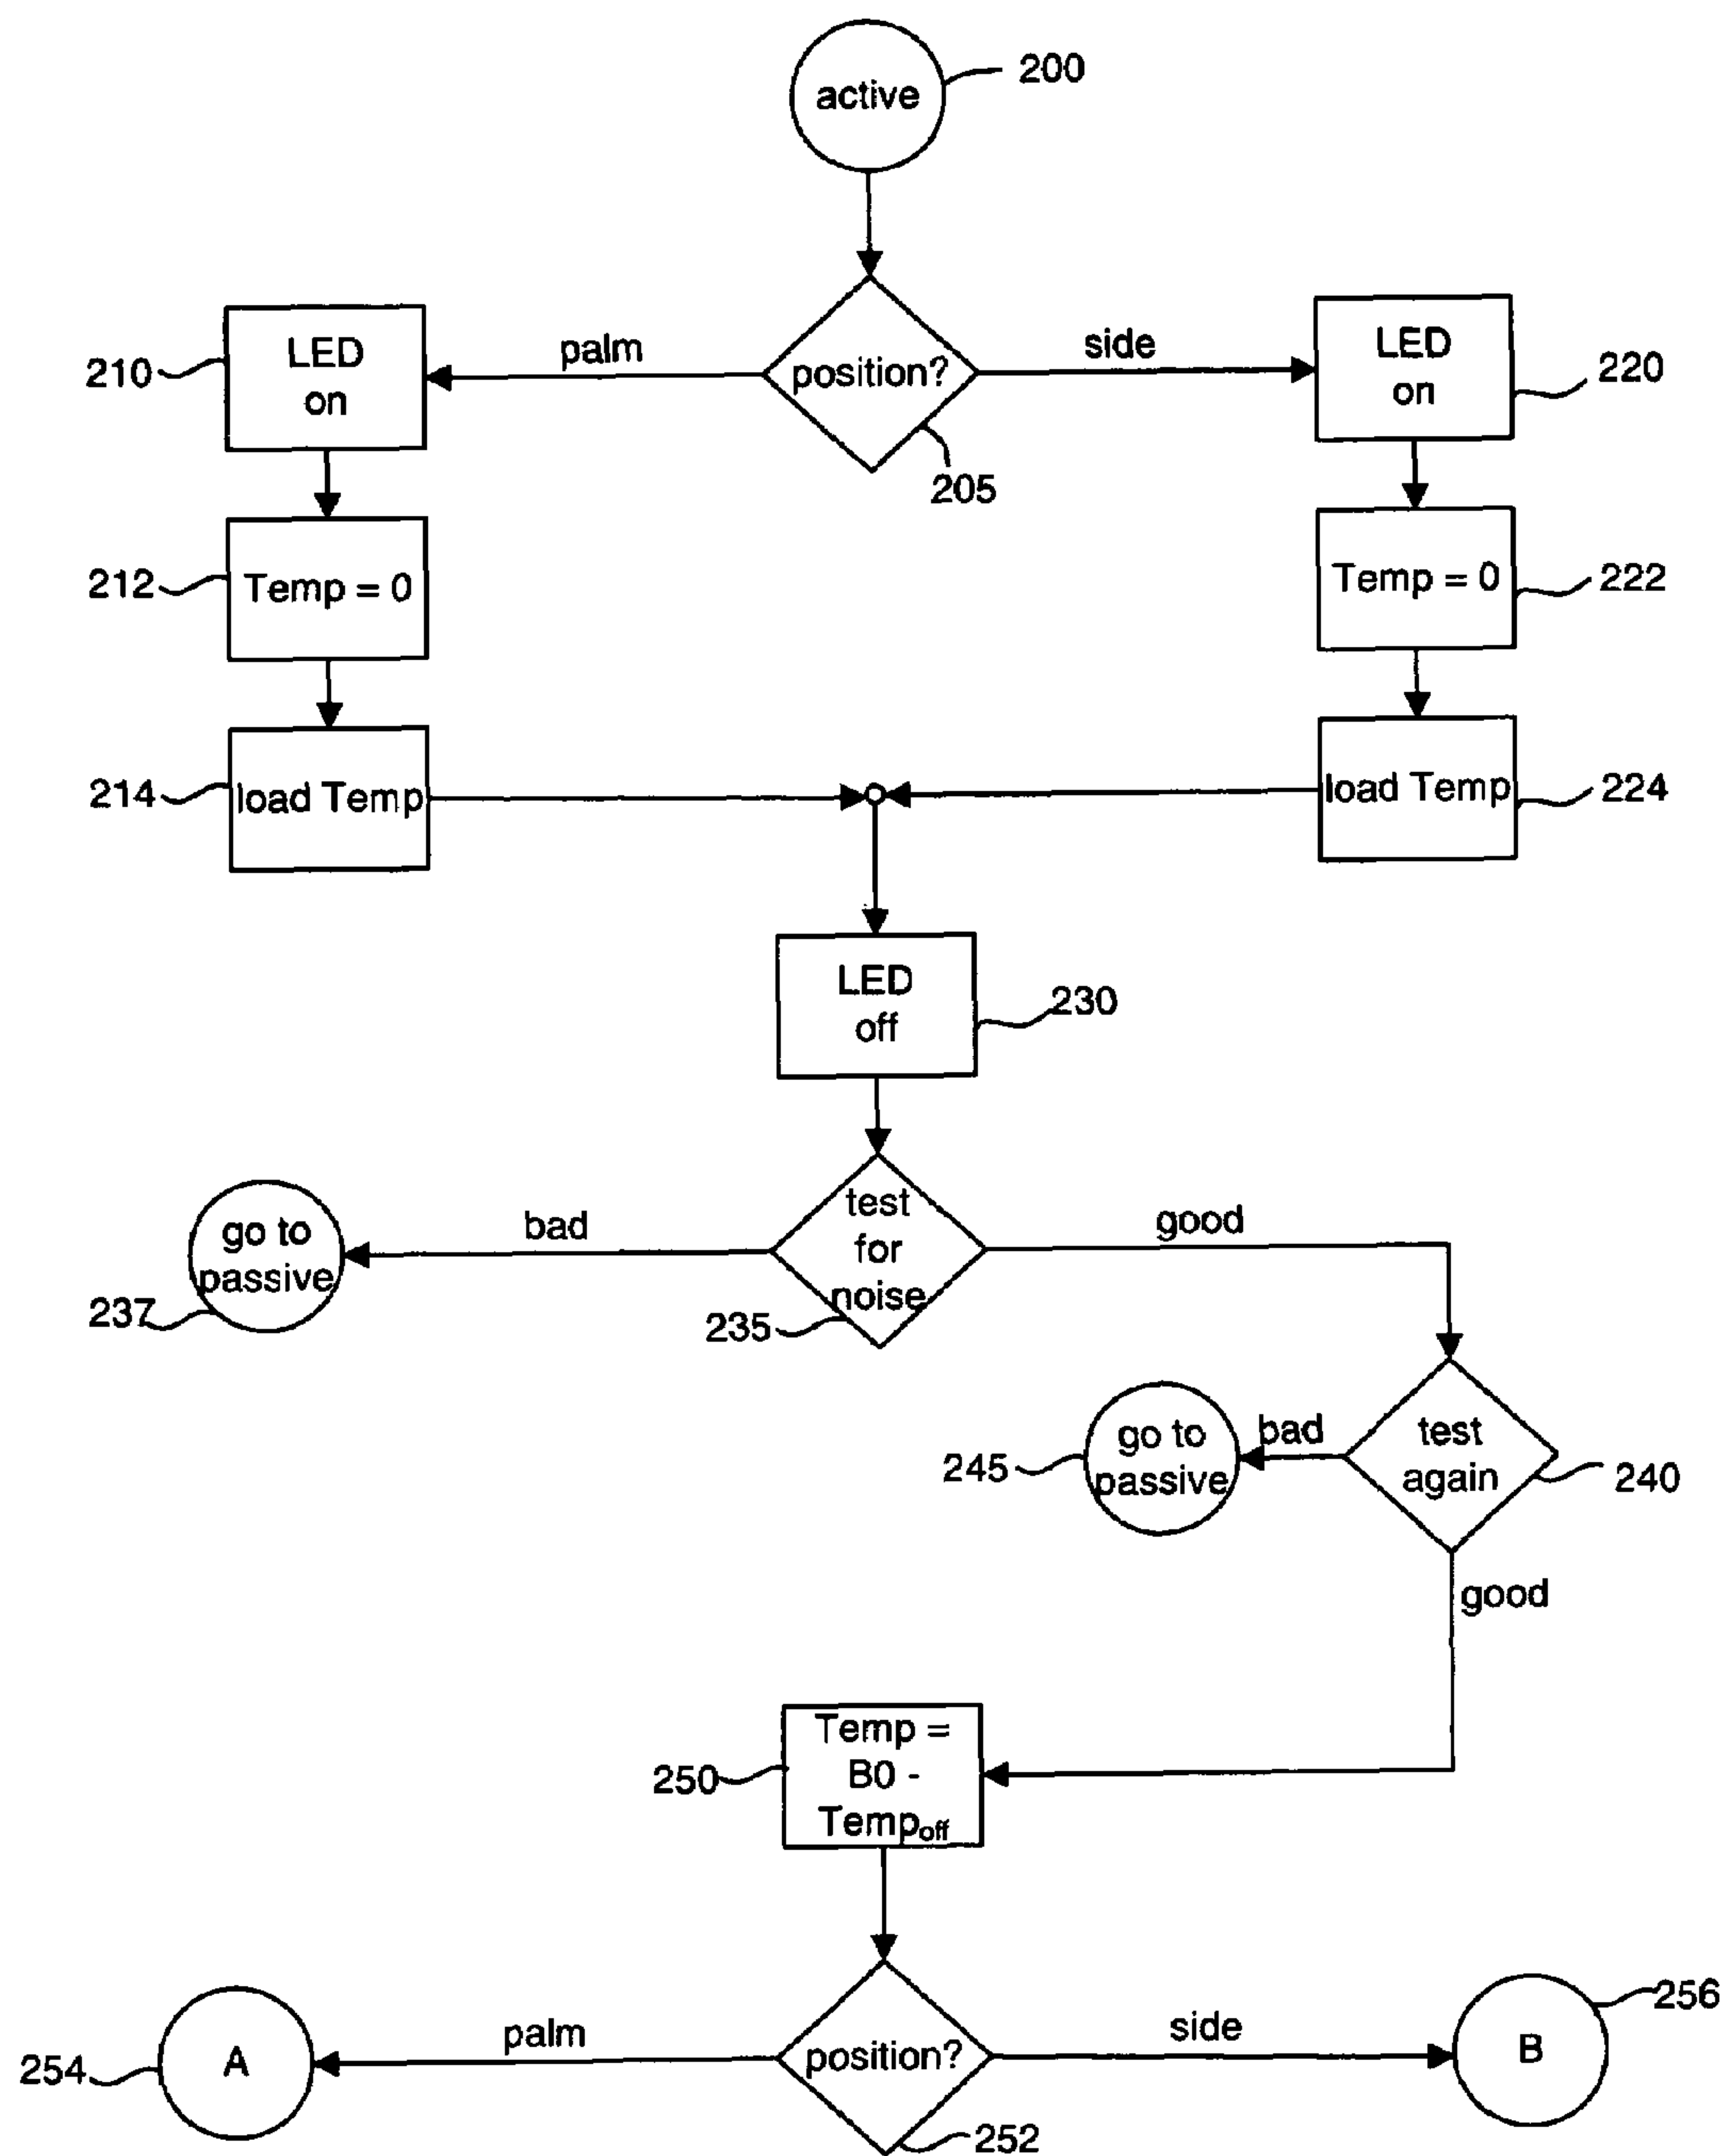 active
200
palm
position?
side
205
LED
on
210
LED
on
220
212
Temp = 0
Temp = 0
222
214
load Temp
load Temp
224
LED
off
230
go to
passive
237
bad
test
for
noise
235
good
245
go to
passive
bad
test
again
240
good
250
Temp =
B0 -
Tempoff
254
A
palm
position?
252
side
B
256